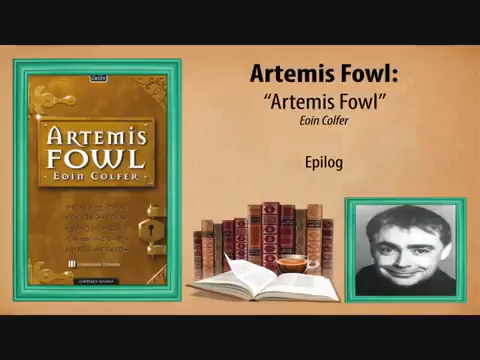 Artemis Fowl:
“Artemis Fowl”
Eoin Colfer
Epilog
ARTEMIS
FOWL
- EOIN COLFER -